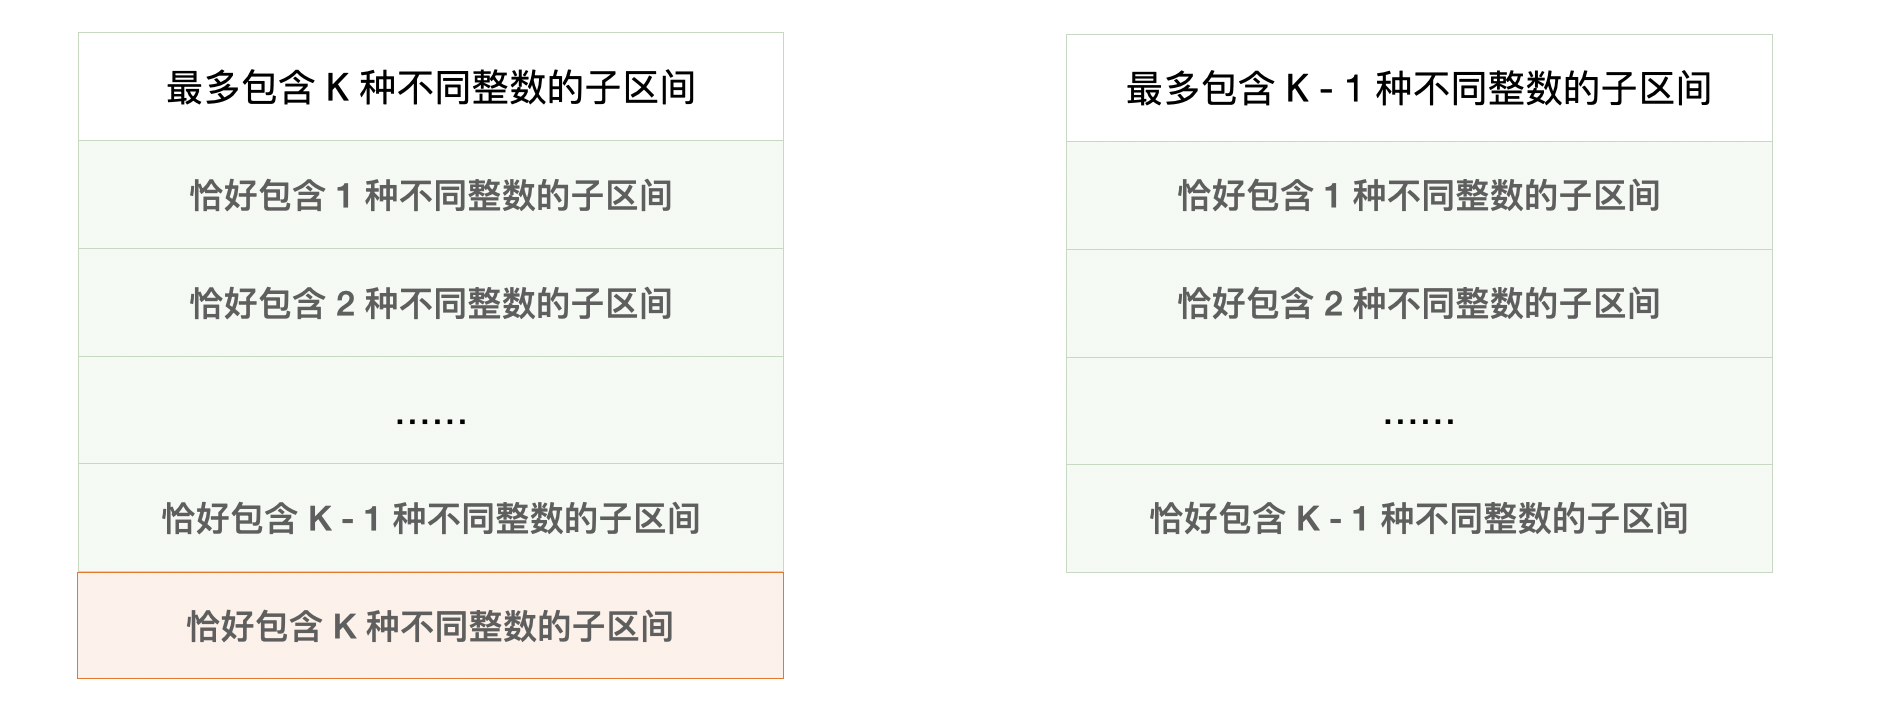 最多包含 K 种不同整数的子区间
恰好包含 1 种不同整数的子区间
恰好包含 2 种不同整数的子区间
......
恰好包含 K - 1 种不同整数的子区间
恰好包含 K 种不同整数的子区间
最多包含 K - 1 种不同整数的子区间
恰好包含 1 种不同整数的子区间
恰好包含 2 种不同整数的子区间
......
恰好包含 K - 1 种不同整数的子区间